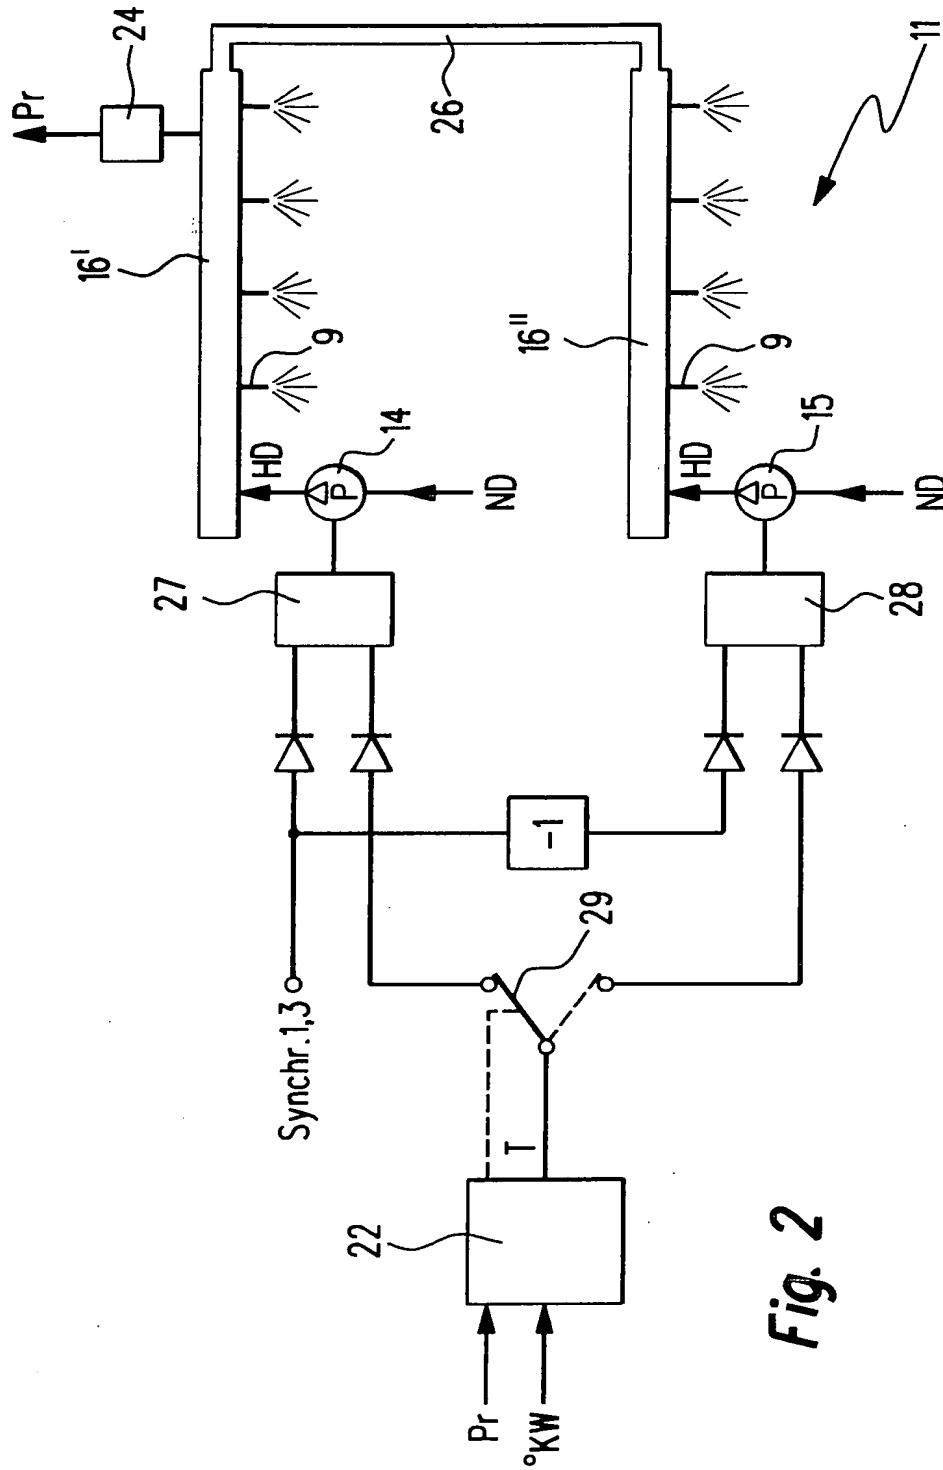 Pr
24
16'
26
9
HD
14
P
ND
27
Synchr. 1,3
-1
29
22
T
Pr
°KW
16"
9
HD
15
P
ND
28
11
Fig. 2